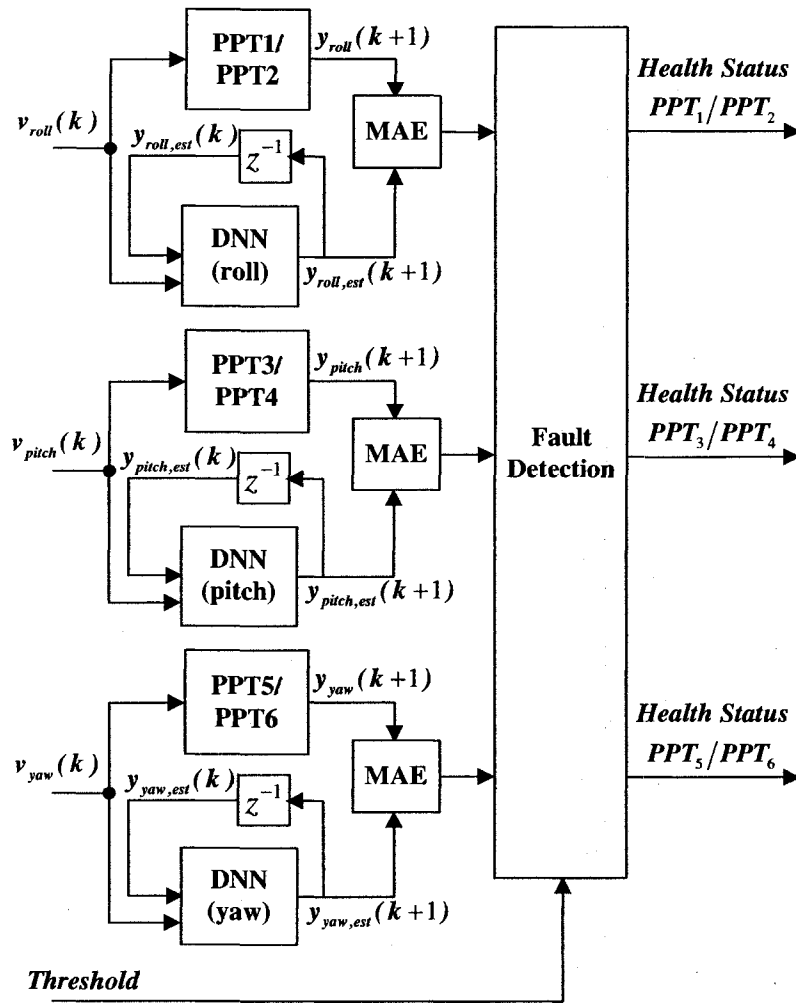 PPT1/
PPT2
y_roll(k+1)
Health Status
PPT_1/PPT_2
v_roll(k)
y_roll,est(k)
z^-1
MAE
DNN
(roll)
y_roll,est(k+1)
PPT3/
PPT4
y_pitch(k+1)
Health Status
PPT_3/PPT_4
v_pitch(k)
y_pitch,est(k)
z^-1
MAE
Fault
Detection
DNN
(pitch)
y_pitch,est(k+1)
PPT5/
PPT6
y_yaw(k+1)
Health Status
PPT_5/PPT_6
v_yaw(k)
y_yaw,est(k)
z^-1
MAE
DNN
(yaw)
y_yaw,est(k+1)
Threshold